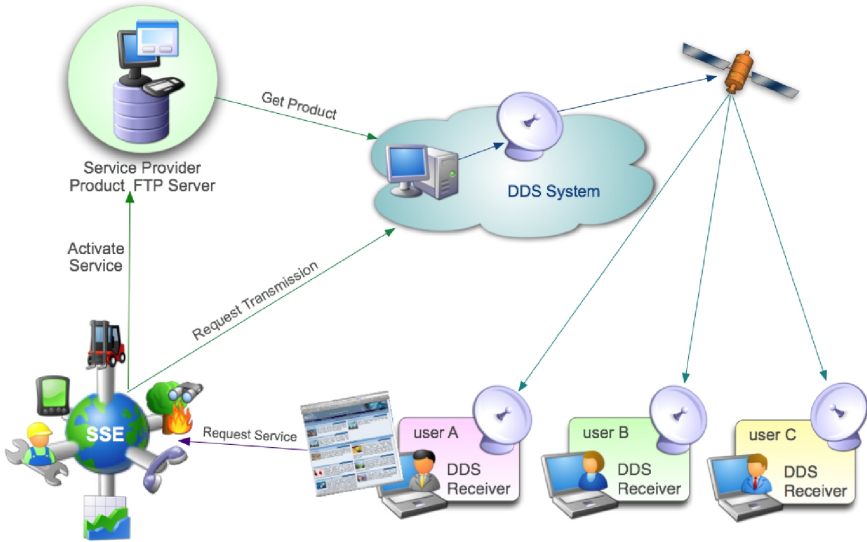 Get Product
Service Provider
Product FTP Server
DDS System
Activate
Service
Request Transmission
SSE
Request Service
user A
DDS
Receiver
user B
DDS
Receiver
user C
DDS
Receiver